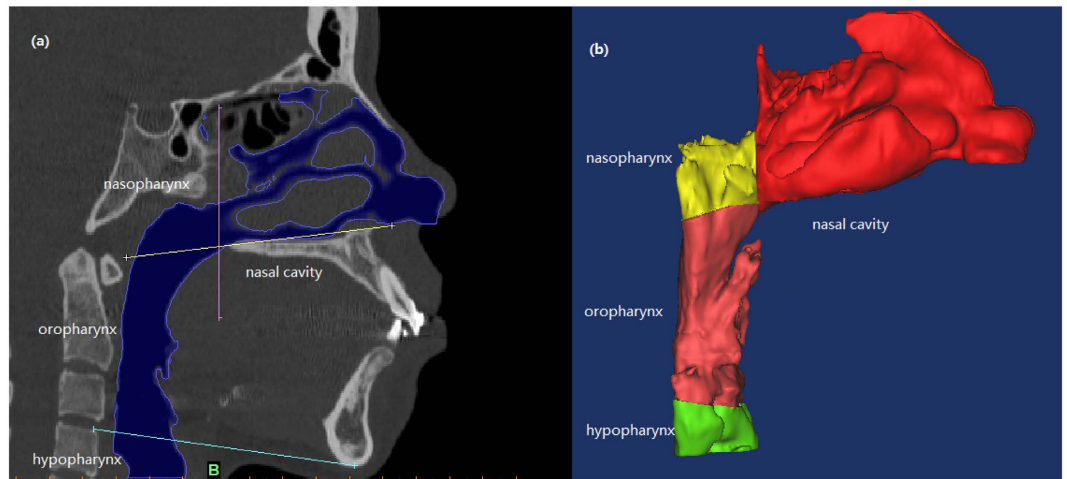 (a)
nasopharynx
nasal cavity
oropharynx
hypopharynx
B
(b)
nasopharynx
nasal cavity
oropharynx
hypopharynx